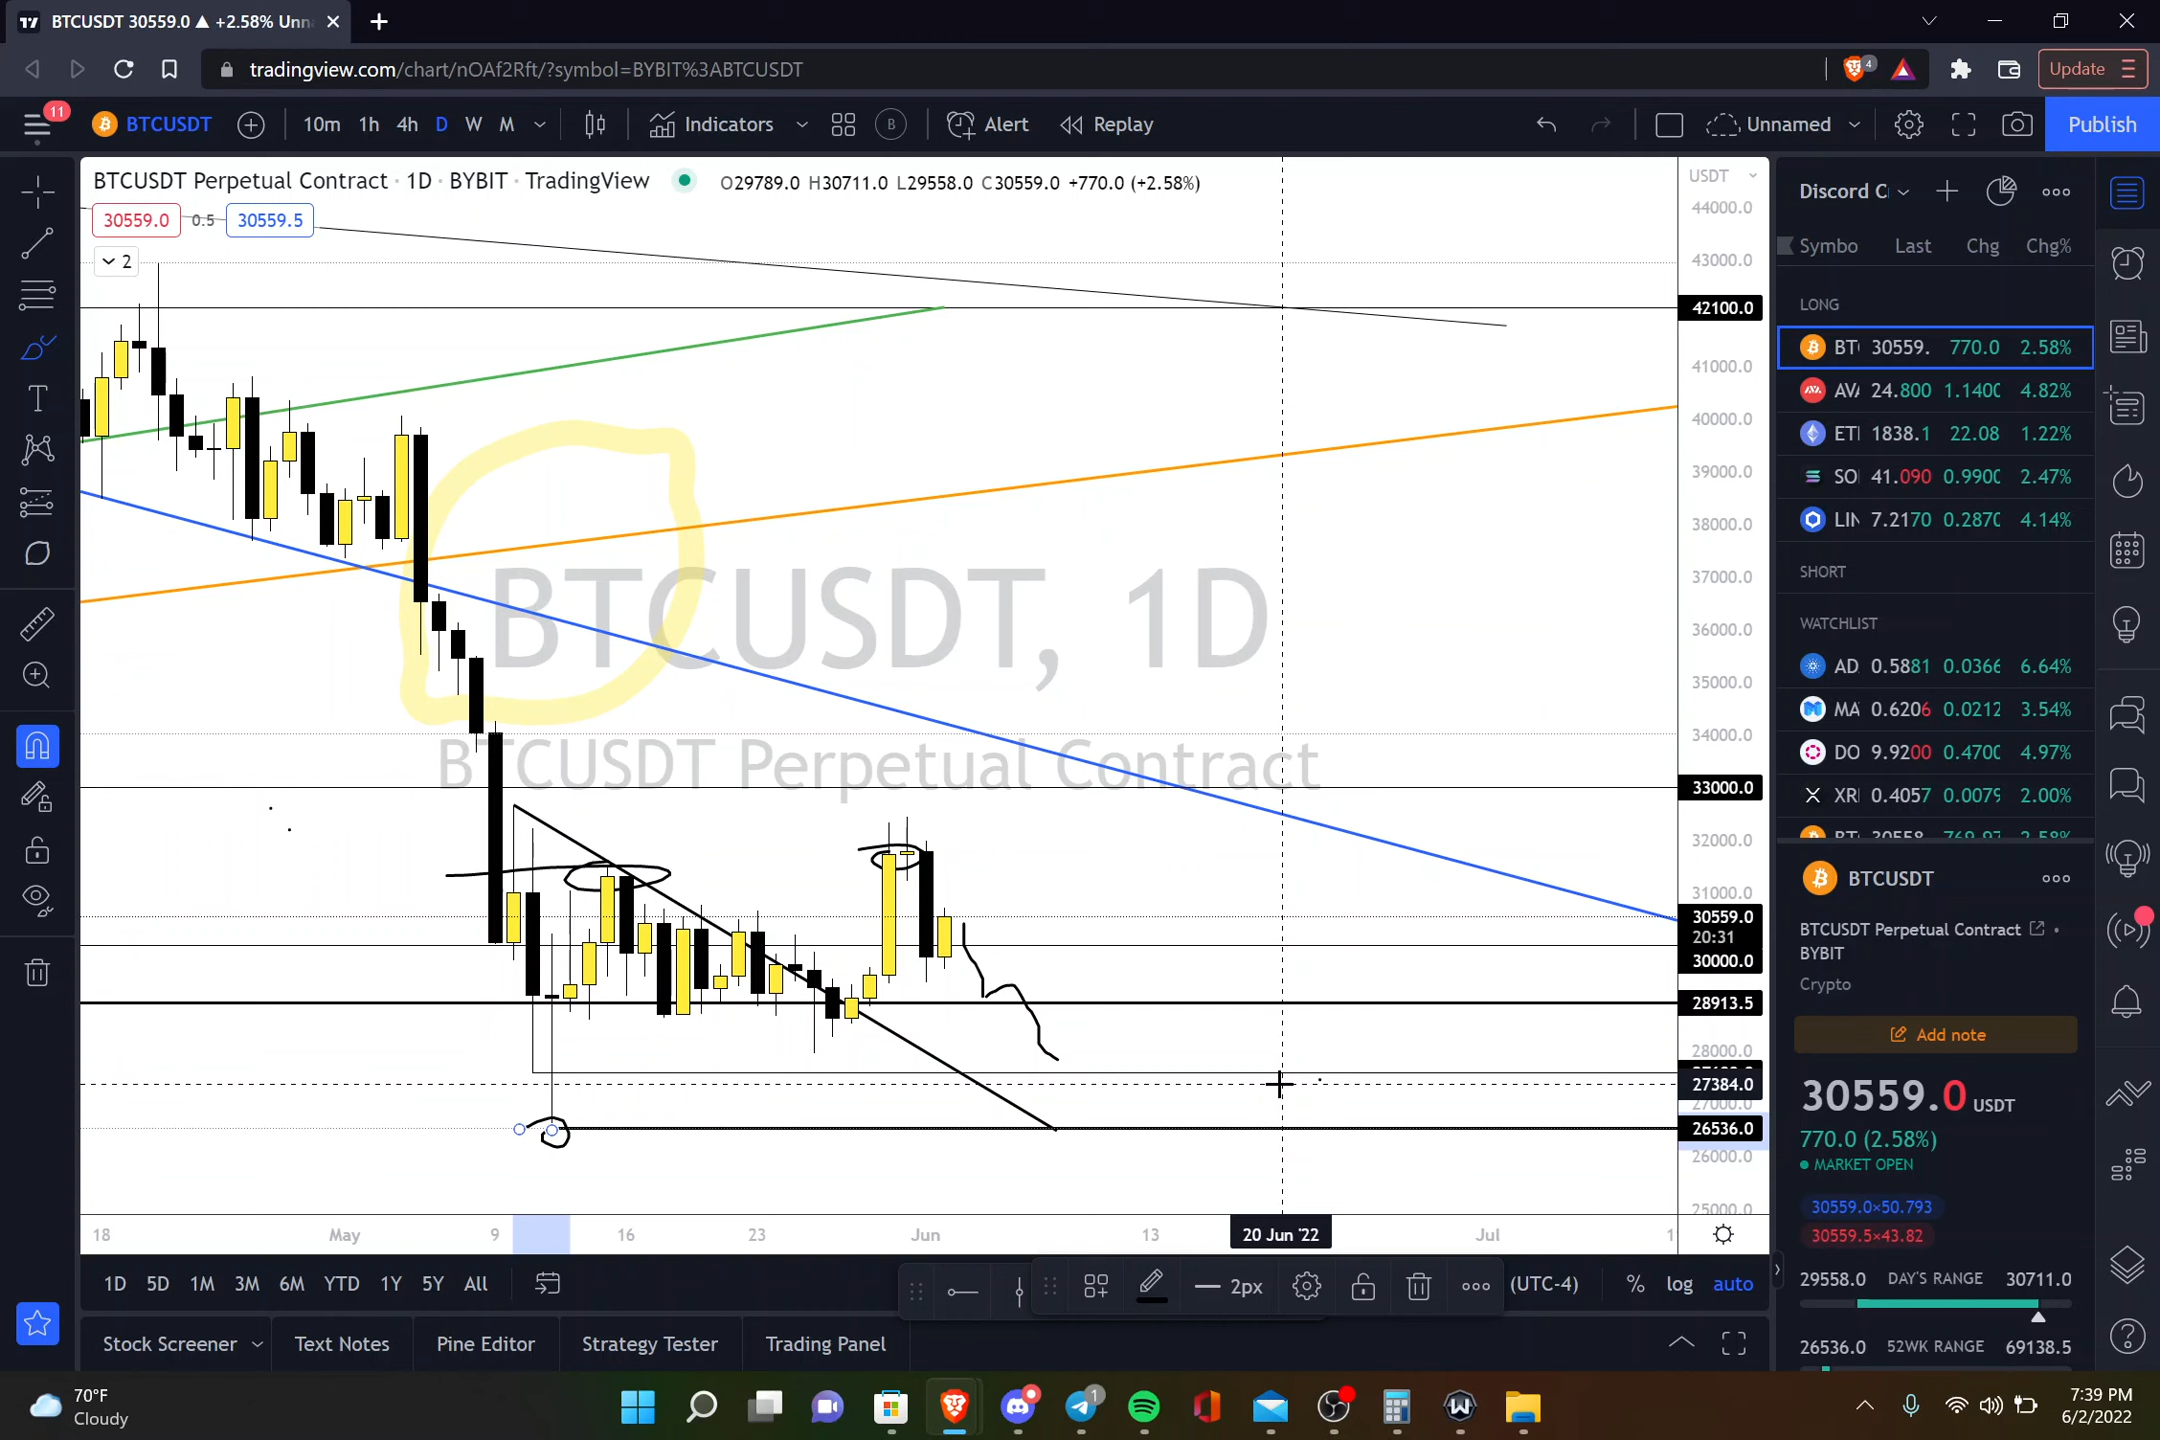 BTCUSDT 30559.0 ▲ +2.58% Unn
tradingview.com/chart/nOAf2Rft/?symbol=BYBIT%3ABTCUSDT
4
Update
11
BTCUSDT
10m 1h 4h D W M
Indicators
B
Alert
Replay
Unnamed
Publish
BTCUSDT Perpetual Contract · 1D · BYBIT · TradingView
O29789.0 H30711.0 L29558.0 C30559.0 +770.0 (+2.58%)
30559.0 0.5 30559.5
2
BTCUSDT, 1D
BTCUSDT Perpetual Contract
USDT
44000.0
43000.0
42100.0
41000.0
40000.0
39000.0
38000.0
37000.0
36000.0
35000.0
34000.0
33000.0
32000.0
31000.0
30559.0
20:31
30000.0
28913.5
28000.0
27384.0
27000.0
26536.0
26000.0
25000.0
18 May 9 16 23 Jun 13 20 Jun '22 Jul
1D 5D 1M 3M 6M YTD 1Y 5Y All
2px
(UTC-4)
% log auto
Stock Screener
Text Notes
Pine Editor
Strategy Tester
Trading Panel
Discord C
Symbo Last Chg Chg%
LONG
BT 30559. 770.0 2.58%
AV 24.800 1.1400 4.82%
ET 1838.1 22.08 1.22%
SO 41.090 0.9900 2.47%
LIN 7.2170 0.2870 4.14%
SHORT
WATCHLIST
AD 0.5881 0.0366 6.64%
MA 0.6206 0.0212 3.54%
DO 9.9200 0.4700 4.97%
XR 0.4057 0.0079 2.00%
BTCUSDT
BTCUSDT Perpetual Contract
BYBIT
Crypto
Add note
30559.0 USDT
770.0 (2.58%)
MARKET OPEN
30559.0×50.793
30559.5×43.82
29558.0 DAY'S RANGE 30711.0
26536.0 52WK RANGE 69138.5
70°F
Cloudy
1
7:39 PM
6/2/2022